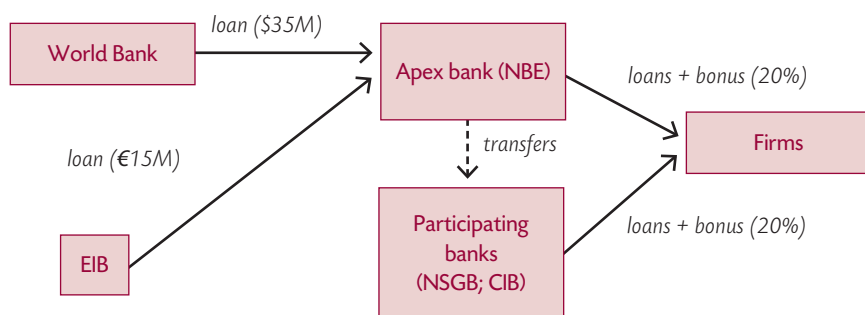 loan ($35M)
World Bank
Apex bank (NBE)
loans + bonus (20%)
Firms
loan (€15M)
transfers
Participating
banks
(NSGB; CIB)
loans + bonus (20%)
EIB